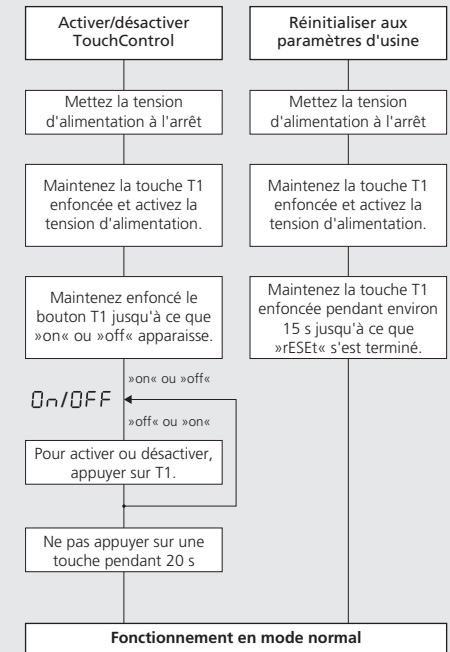 Activer/désactiver
TouchControl
Mettez la tension
d'alimentation à l'arrêt
Maintenez la touche T1
enfoncée et activez la
tension d'alimentation.
Maintenez enfoncé le
bouton T1 jusqu'à ce que
»on« ou »off« apparaisse.
»on« ou »off«
On/OFF
»off« ou »on«
Pour activer ou désactiver,
appuyer sur T1.
Ne pas appuyer sur une
touche pendant 20 s
Réinitialiser aux
paramètres d'usine
Mettez la tension
d'alimentation à l'arrêt
Maintenez la touche T1
enfoncée et activez la
tension d'alimentation.
Maintenez la touche T1
enfoncée pendant environ
15 s jusqu'à ce que
»rESEt« s'est terminé.
Fonctionnement en mode normal